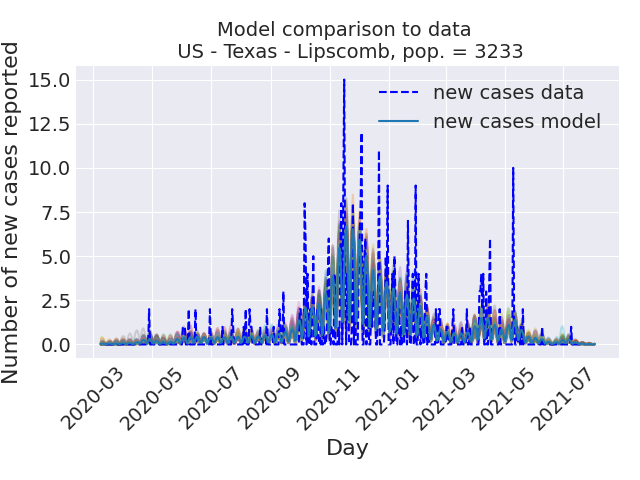 Model comparison to data
US - Texas - Lipscomb, pop. = 3233
Number of new cases reported
15.0
12.5
10.0
7.5
5.0
2.5
0.0
new cases data
new cases model
2020-03
2020-05
2020-07
2020-09
2020-11
2021-01
2021-03
2021-05
2021-07
Day